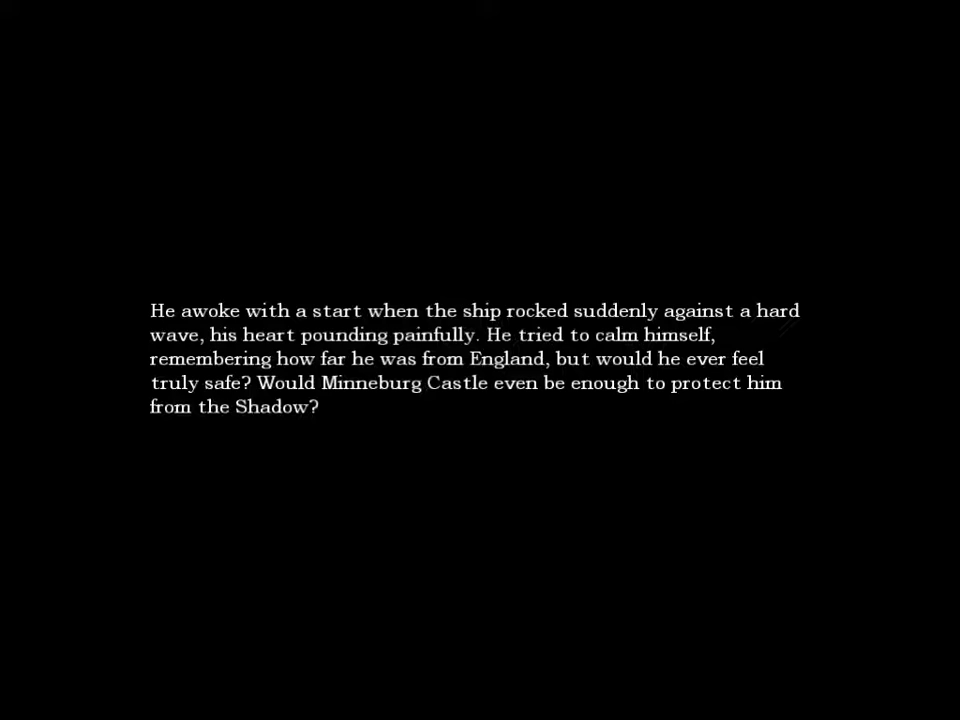 He awoke with a start when the ship rocked suddenly against a hard
wave, his heart pounding painfully. He tried to calm himself,
remembering how far he was from England, but would he ever feel
truly safe? Would Minneburg Castle even be enough to protect him
from the Shadow?